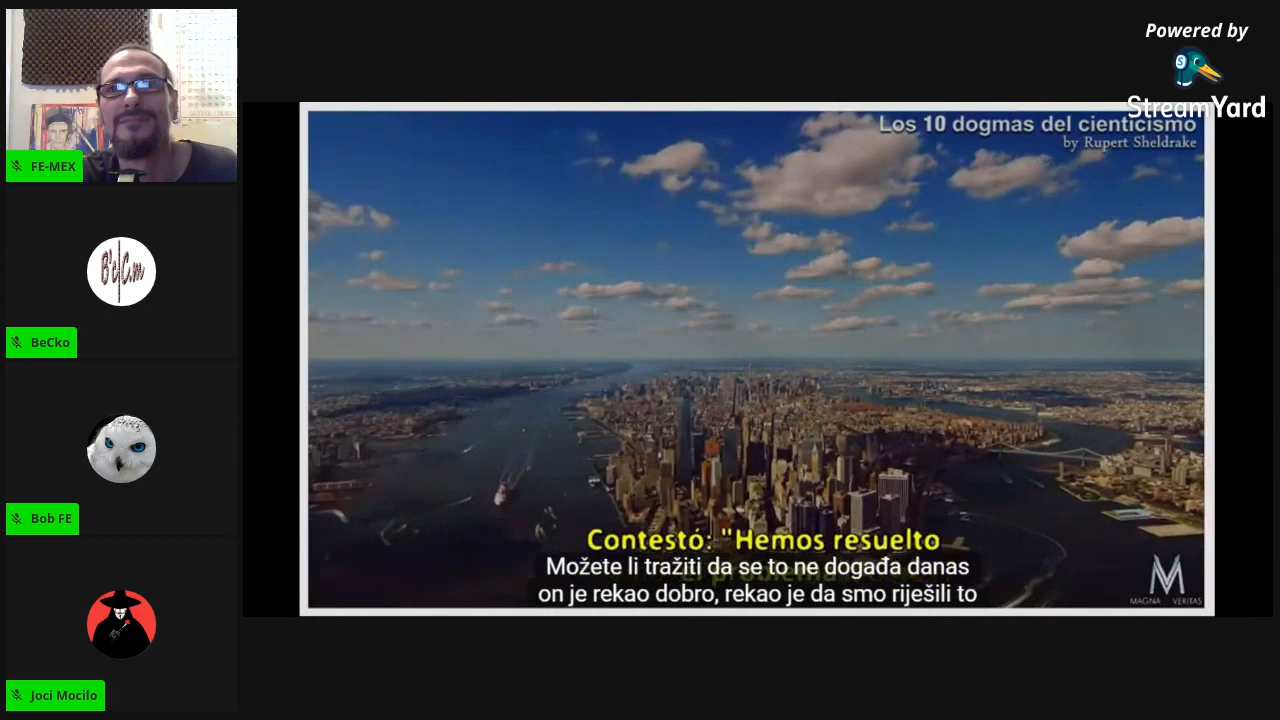 Powered by
StreamYard
FE-MEX
BeCko
Bob FE
Joci Mocilo
Los 10 dogmas del cienticismo
by Rupert Sheldrake
Contestó: "Hemos resuelto
Možete li tražiti da se to ne događa danas
on je rekao dobro, rekao je da smo riješili to
MAGNA VERITAS